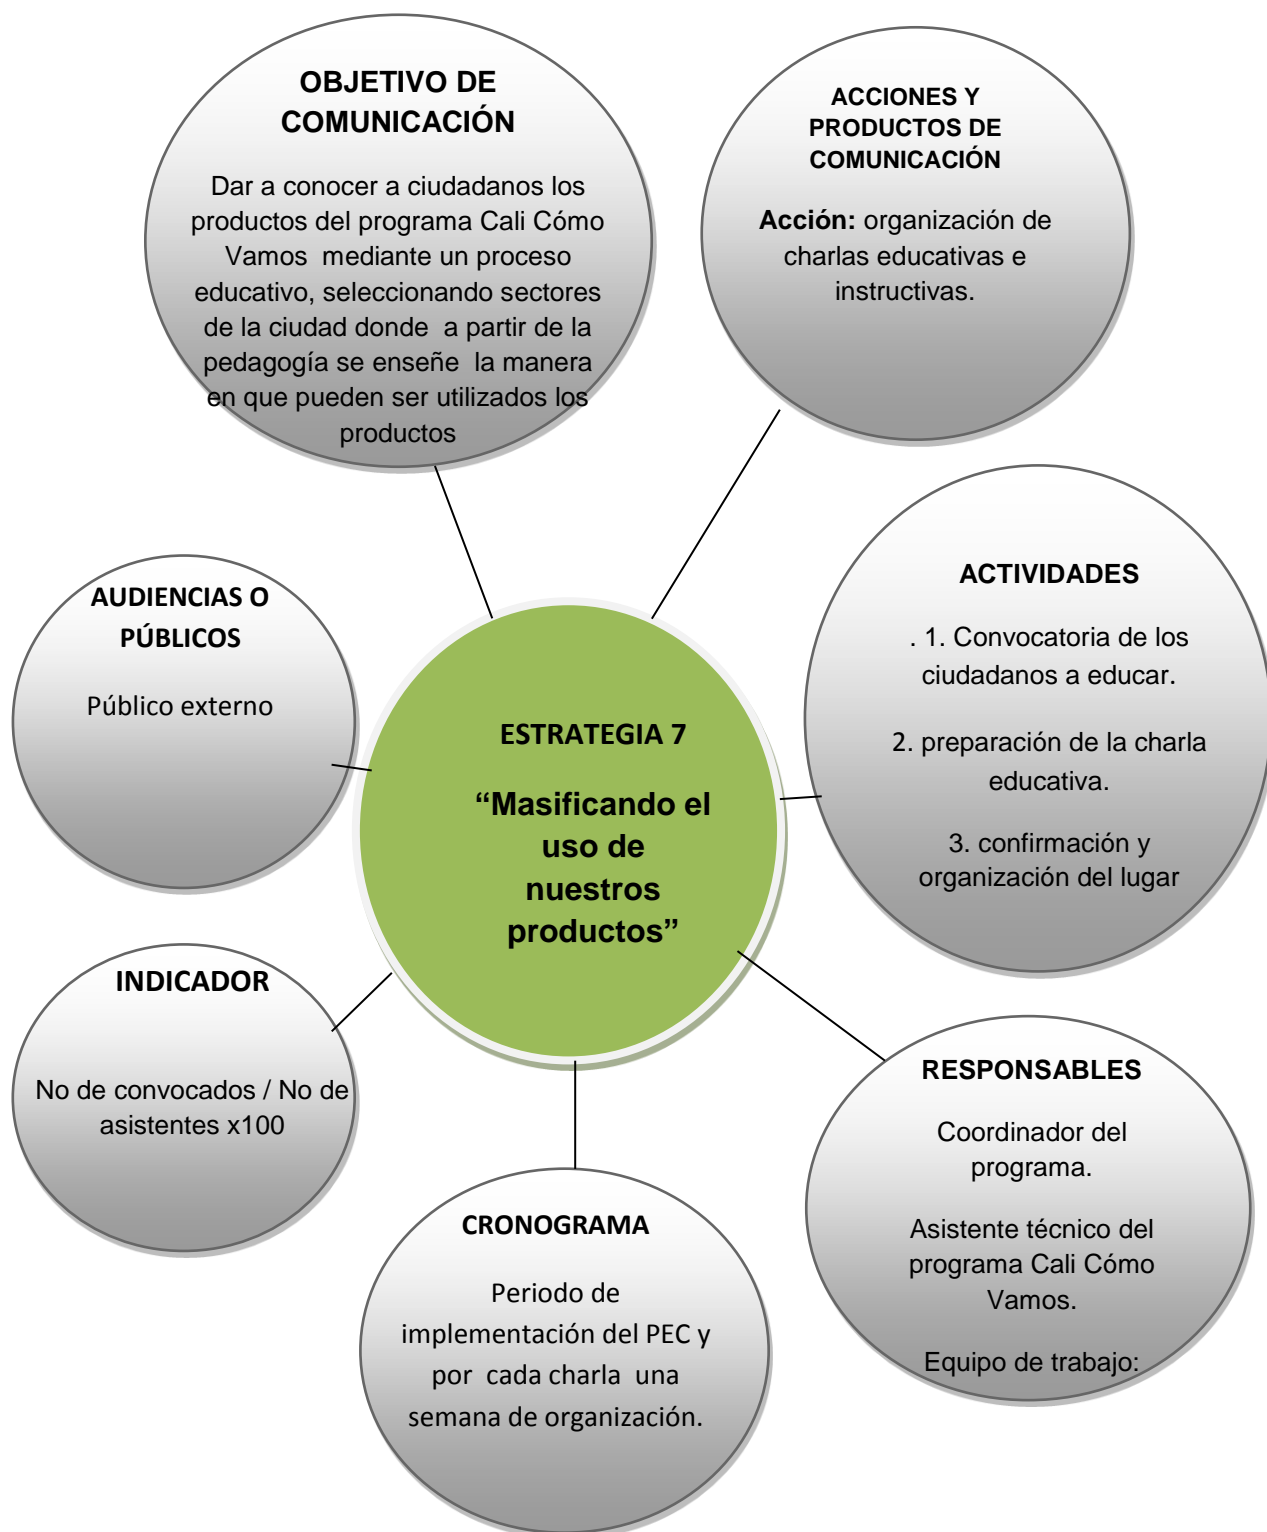 OBJETIVO DE
COMUNICACIÓN
Dar a conocer a ciudadanos los
productos del programa Cali Cómo
Vamos mediante un proceso
educativo, seleccionando sectores
de la ciudad donde a partir de la
pedagogía se enseñe la manera
en que pueden ser utilizados los
productos
ACCIONES Y
PRODUCTOS DE
COMUNICACIÓN
Acción: organización de
charlas educativas e
instructivas.
AUDIENCIAS O
PÚBLICOS
Público externo
ESTRATEGIA 7
“Masificando el
uso de
nuestros
productos”
ACTIVIDADES
. 1. Convocatoria de los
ciudadanos a educar.
2. preparación de la charla
educativa.
3. confirmación y
organización del lugar
INDICADOR
No de convocados / No de
asistentes x100
CRONOGRAMA
Periodo de
implementación del PEC y
por cada charla una
semana de organización.
RESPONSABLES
Coordinador del
programa.
Asistente técnico del
programa Cali Cómo
Vamos.
Equipo de trabajo: